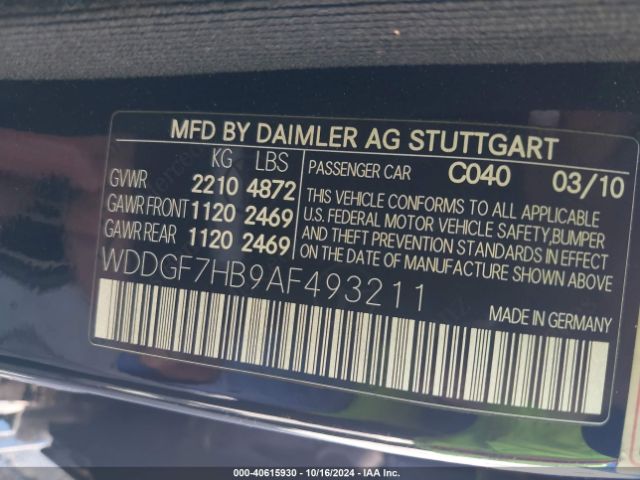 MFD BY DAIMLER AG STUTTGART
KG LBS
GVWR 2210 4872
GAWR FRONT 1120 2469
GAWR REAR 1120 2469
PASSENGER CAR C040 03/10
THIS VEHICLE CONFORMS TO ALL APPLICABLE
U.S. FEDERAL MOTOR VEHICLE SAFETY, BUMPER
AND THEFT PREVENTION STANDARDS IN EFFECT
ON THE DATE OF MANUFACTURE SHOWN ABOVE
WDDGF7HB9AF493211
MADE IN GERMANY
000-40615930 - 10/16/2024 - IAA Inc.